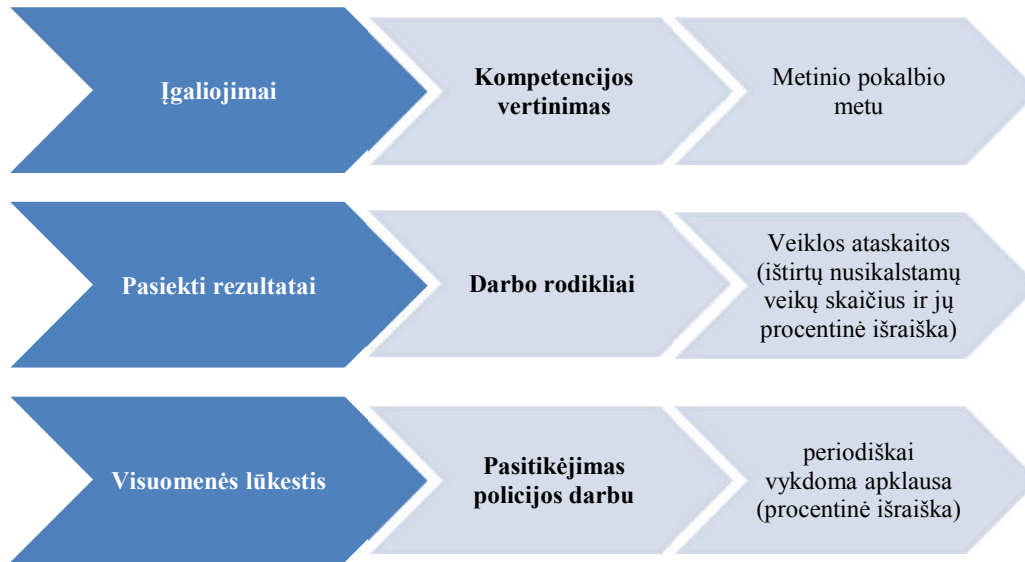 Įgaliojimai
Kompetencijos
vertinimas
Metinio pokalbio
metu
Pasiekti rezultatai
Darbo rodikliai
Veiklos ataskaitos
(ištirtų nusikalstamų
veikų skaičius ir jų
procentinė išraiška)
Visuomenės lūkestis
Pasitikėjimas
policijos darbu
periodiškai
vykdoma apklausa
(procentinė išraiška)